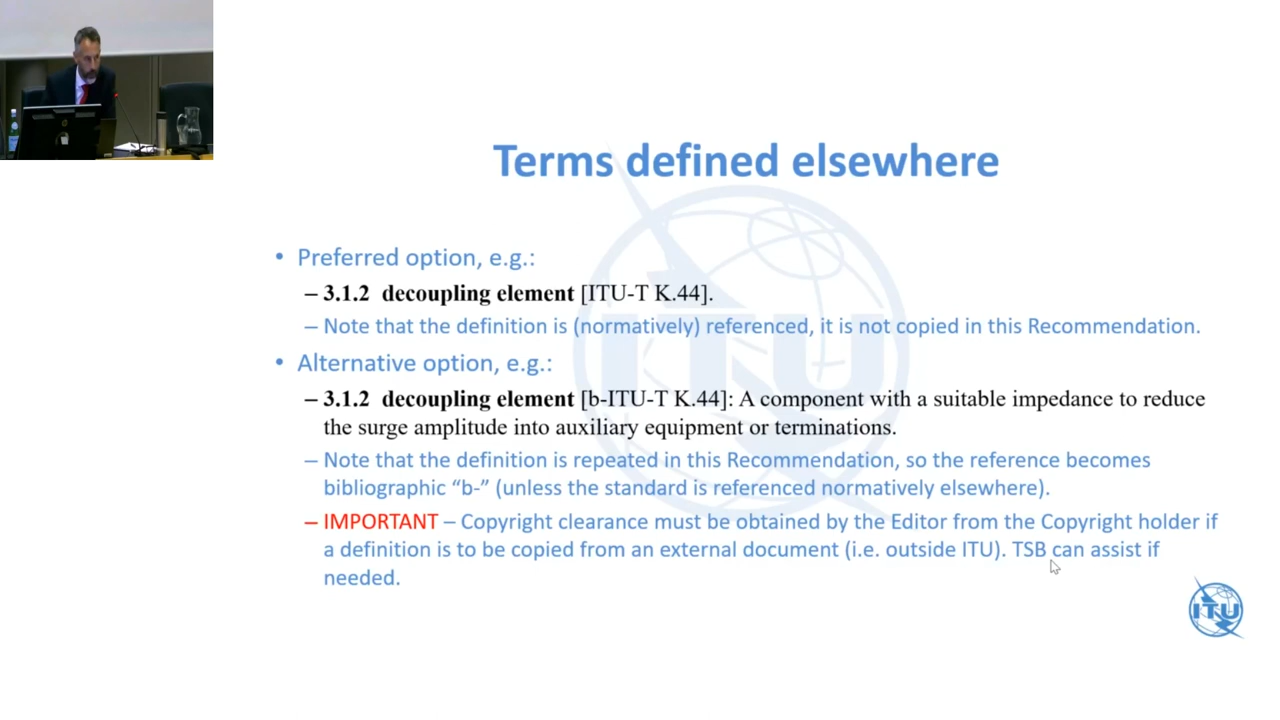 Terms defined elsewhere
• Preferred option, e.g.:
– 3.1.2 decoupling element [ITU-T K.44].
– Note that the definition is (normatively) referenced, it is not copied in this Recommendation.
• Alternative option, e.g.:
– 3.1.2 decoupling element [b-ITU-T K.44]: A component with a suitable impedance to reduce
the surge amplitude into auxiliary equipment or terminations.
– Note that the definition is repeated in this Recommendation, so the reference becomes
bibliographic “b-” (unless the standard is referenced normatively elsewhere).
– IMPORTANT – Copyright clearance must be obtained by the Editor from the Copyright holder if
a definition is to be copied from an external document (i.e. outside ITU). TSB can assist if
needed.
ITU
ITU